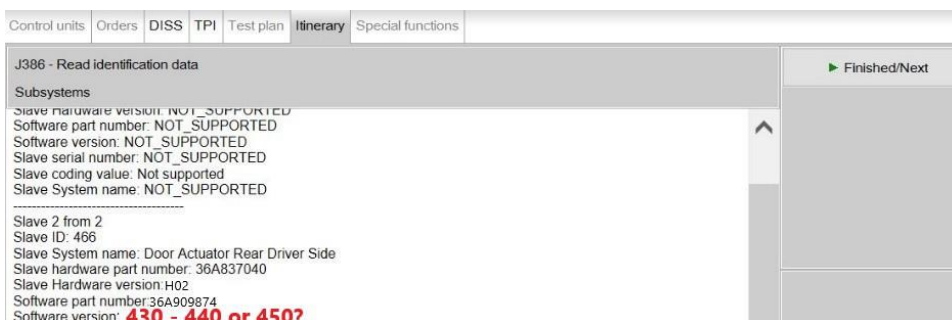 Control units Orders DISS TPI Test plan Itinerary Special functions
J386 - Read identification data
Finished/Next
Subsystems
Slave Hardware version: NOT_SUPPORTED
Software part number: NOT_SUPPORTED
Software version: NOT_SUPPORTED
Slave serial number: NOT_SUPPORTED
Slave coding value: Not supported
Slave System name: NOT_SUPPORTED
-------------------------------------
Slave 2 from 2
Slave ID: 466
Slave System name: Door Actuator Rear Driver Side
Slave hardware part number: 36A837040
Slave Hardware version:H02
Software part number:36A909874
Software version: 430 - 440 or 450?